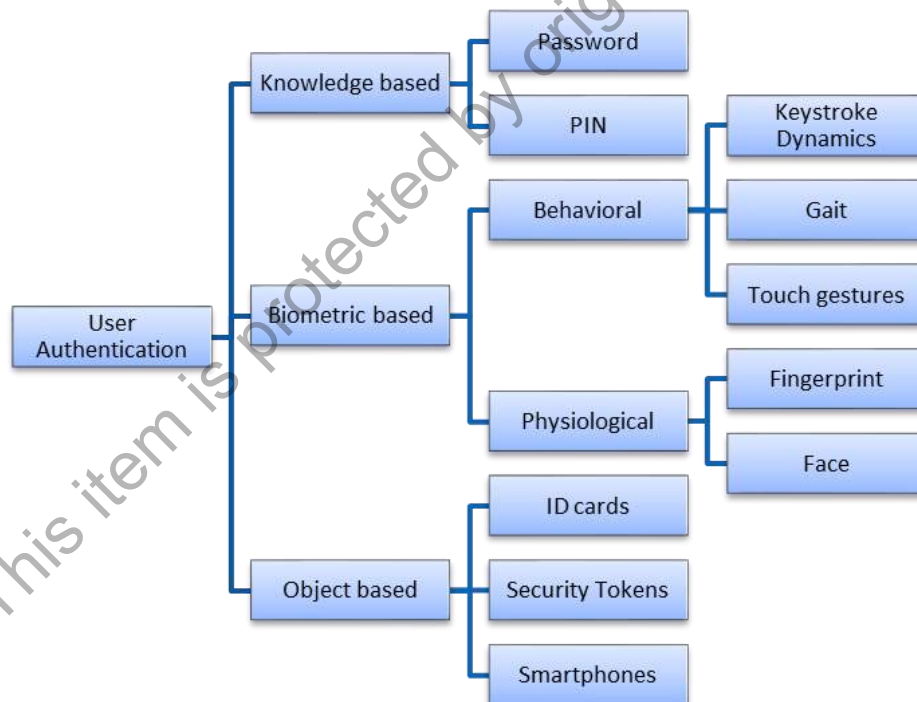 Password
Knowledge based
PIN
Keystroke
Dynamics
Behavioral
Gait
Touch gestures
User
Authentication
Biometric based
Fingerprint
Physiological
Face
ID cards
Object based
Security Tokens
Smartphones
This item is protected by orig